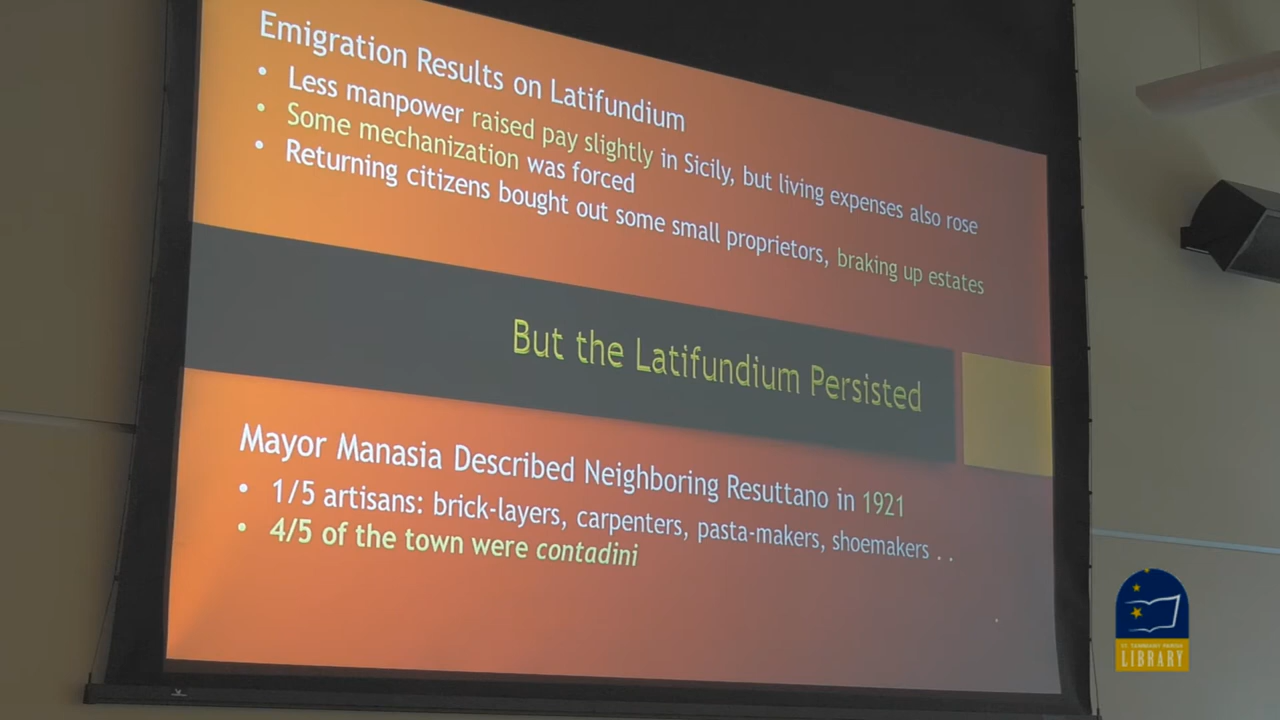 Emigration Results on Latifundium
• Less manpower raised pay slightly in Sicily, but living expenses also rose
• Some mechanization was forced
• Returning citizens bought out some small proprietors, braking up estates
But the Latifundium Persisted
Mayor Manasia Described Neighboring Resuttano in 1921
• 1/5 artisans: brick-layers, carpenters, pasta-makers, shoemakers . .
• 4/5 of the town were contadini
ST. TAMMANY PARISH
LIBRARY